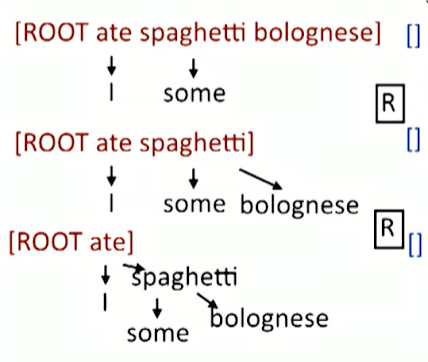 [ROOT ate spaghetti bolognese] []
I some
R
[ROOT ate spaghetti] []
I some bolognese
R
[ROOT ate] []
spaghetti
I
bolognese
some